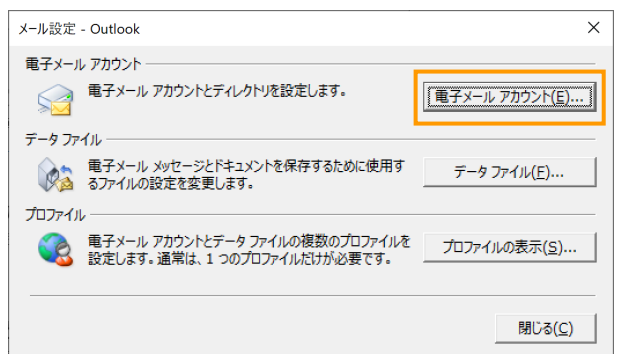 メール設定 - Outlook
電子メール アカウント
電子メール アカウントとディレクトリを設定します。
電子メール アカウント(E)...
データ ファイル
電子メール メッセージとドキュメントを保存するために使用す
るファイルの設定を変更します。
データ ファイル(F)...
プロファイル
電子メール アカウントとデータ ファイルの複数のプロファイルを
設定します。通常は、1 つのプロファイルだけが必要です。
プロファイルの表示(S)...
閉じる(C)